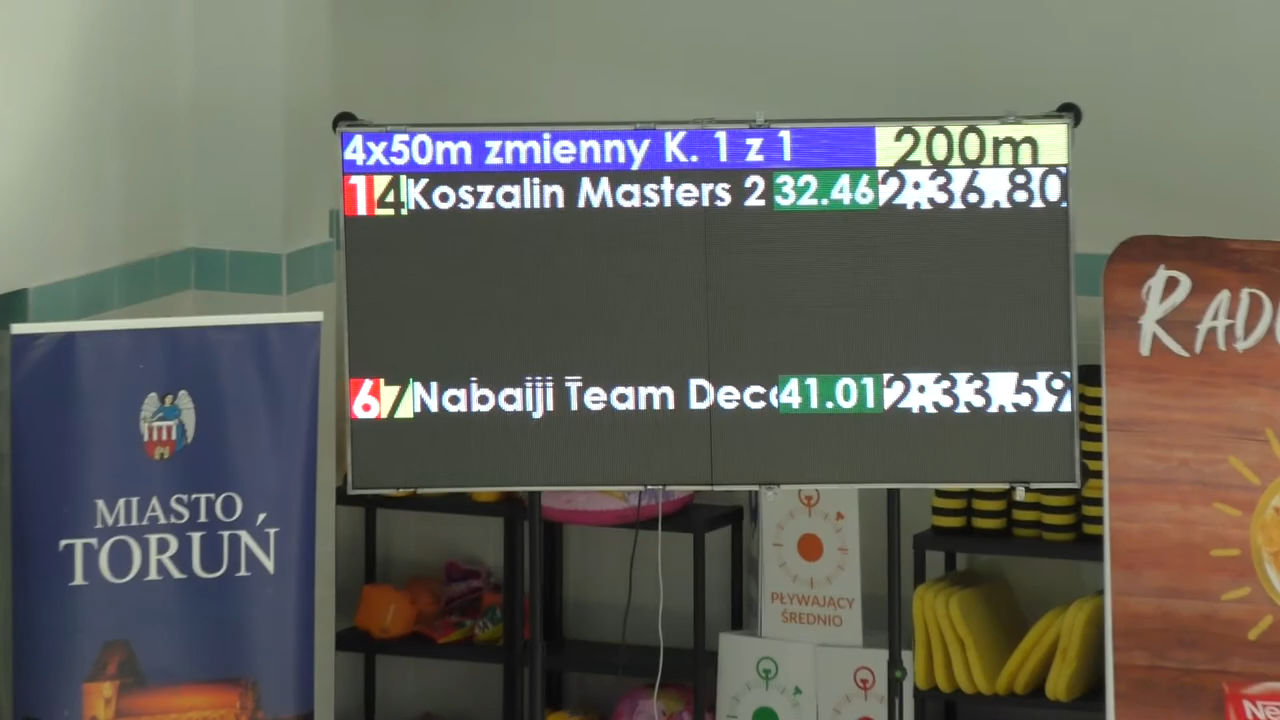 4x50m zmienny K. 1 z 1 200m
1 4 Koszalin Masters 2 32.46 2:36.80
6 7 Nabaiji Team Dec 41.01 2:33.59
MIASTO
TORUŃ
PŁYWAJĄCY
ŚREDNIO